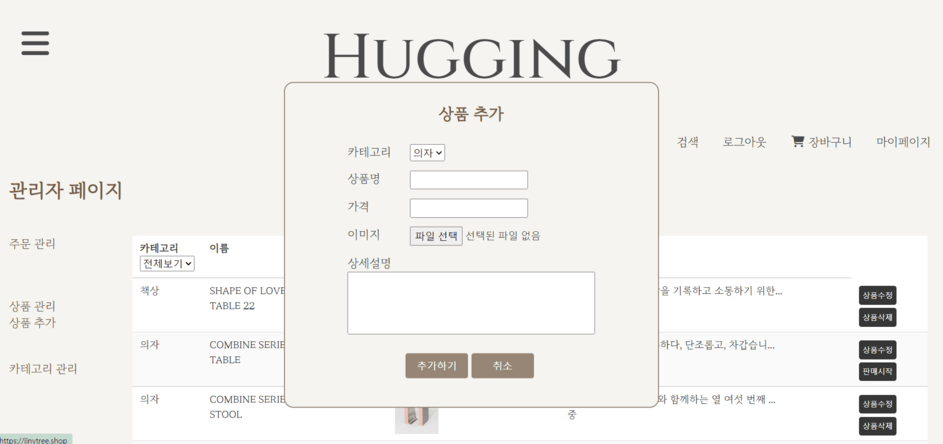 HUGGING
상품 추가
카테고리 의자
상품명
가격
이미지 파일 선택 선택된 파일 없음
상세설명
추가하기 취소
검색 로그아웃 장바구니 마이페이지
관리자 페이지
주문 관리
상품 관리
상품 추가
카테고리 관리
카테고리 이름
전체보기
책상 SHAPE OF LOVE
TABLE 22
을 기록하고 소통하기 위한...
상품수정
상품삭제
의자 COMBINE SERIE
TABLE
하다, 단조롭고, 차갑습니...
상품수정
판매시작
의자 COMBINE SERIE
STOOL
중
와 함께하는 열 여섯 번째 ...
상품수정
상품삭제
https://linytree.shop